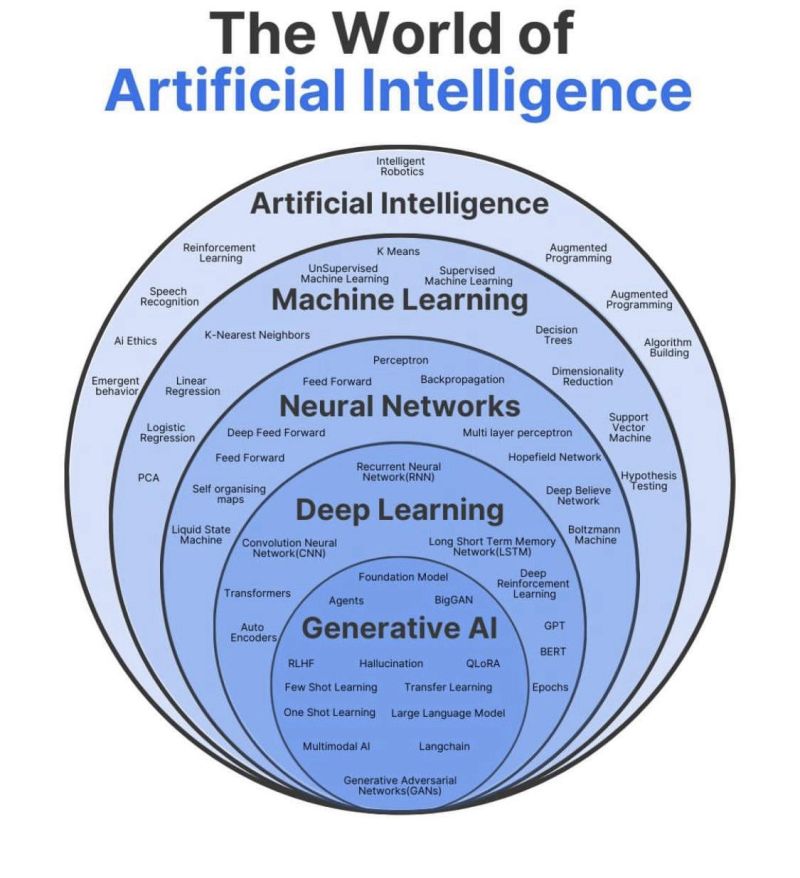 The World of
Artificial Intelligence
Intelligent
Robotics
Artificial Intelligence
Reinforcement
Learning
Augmented
Programming
Speech
Recognition
Augmented
Programming
Ai Ethics
Algorithm
Building
Emergent
behavior
K Means
UnSupervised
Machine Learning
Supervised
Machine Learning
Machine Learning
K-Nearest Neighbors
Decision
Trees
Linear
Regression
Dimensionality
Reduction
Logistic
Regression
Support
Vector
Machine
PCA
Hypothesis
Testing
Perceptron
Feed Forward
Backpropagation
Neural Networks
Deep Feed Forward
Multi layer perceptron
Feed Forward
Hopefield Network
Self organising
maps
Deep Believe
Network
Liquid State
Machine
Boltzmann
Machine
Recurrent Neural
Network(RNN)
Deep Learning
Convolution Neural
Network(CNN)
Long Short Term Memory
Network(LSTM)
Transformers
Deep
Reinforcement
Learning
Auto
Encoders
GPT
BERT
Epochs
Foundation Model
Agents
BigGAN
Generative AI
RLHF
Hallucination
QLoRA
Few Shot Learning
Transfer Learning
One Shot Learning
Large Language Model
Multimodal AI
Langchain
Generative Adversarial
Networks(GANs)